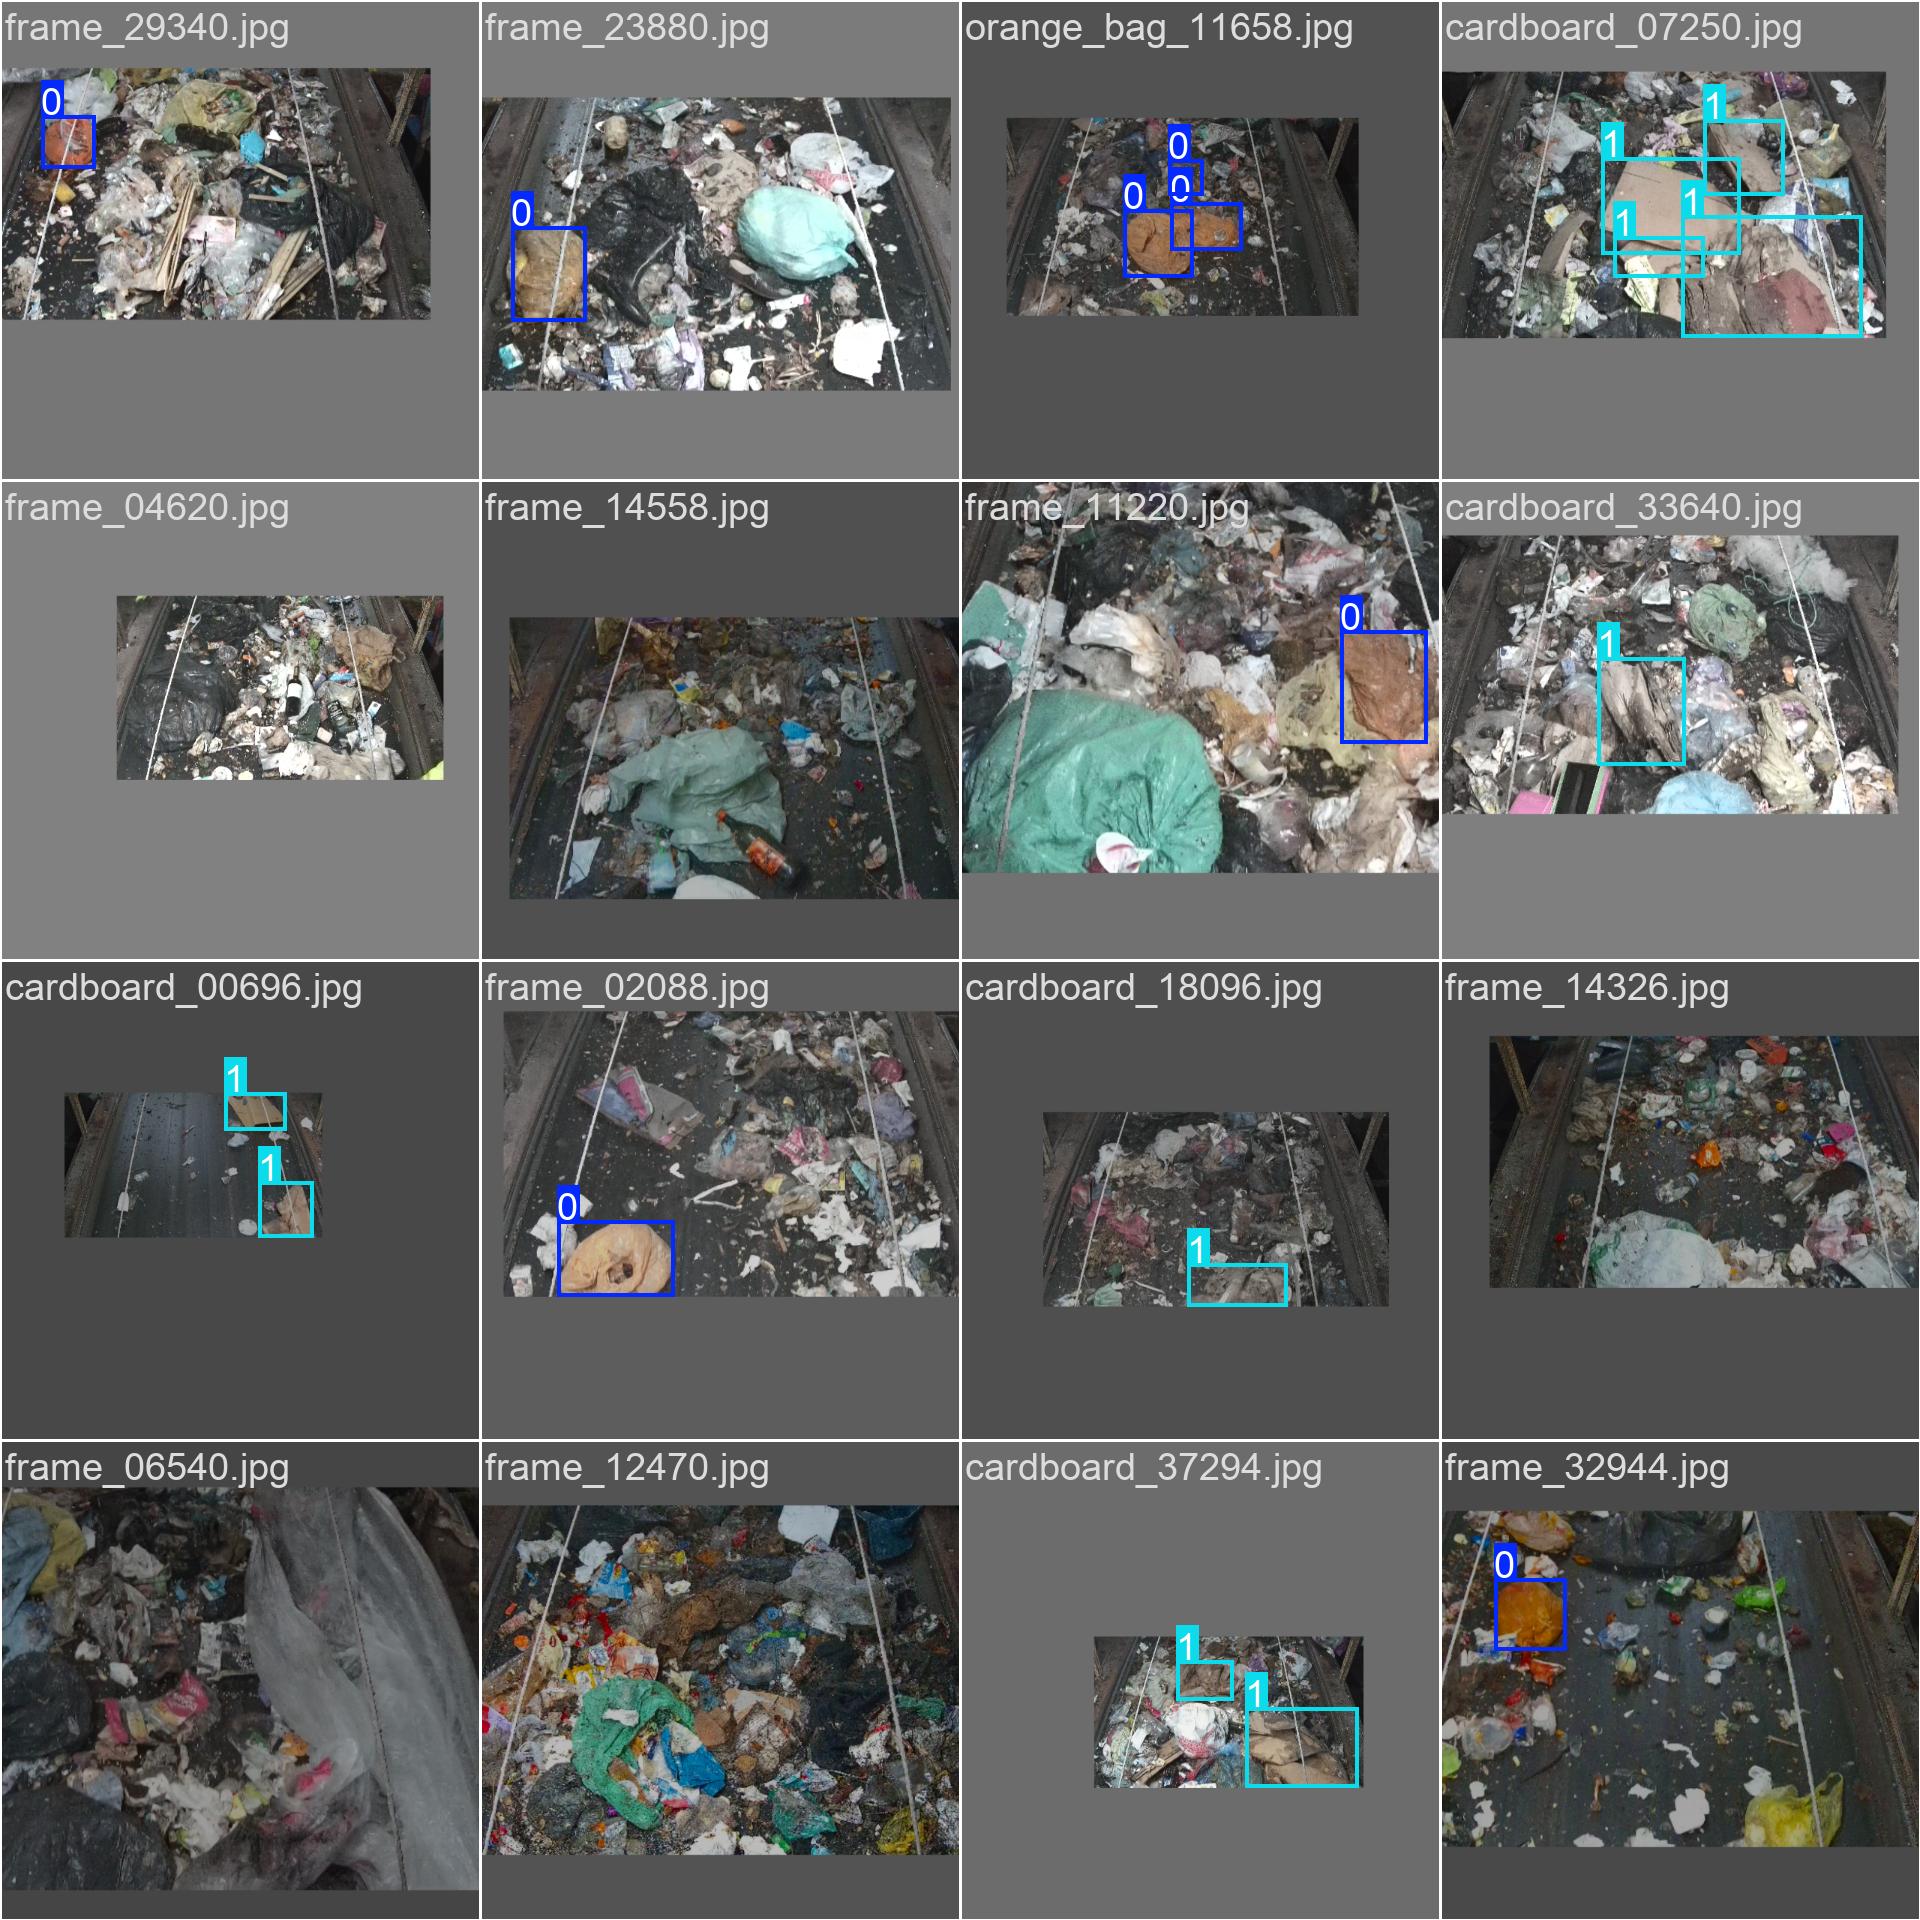 frame_29340.jpg
frame_23880.jpg
orange_bag_11658.jpg
cardboard_07250.jpg
0
0
0
0
0
1
1
1
1
frame_04620.jpg
frame_14558.jpg
frame_11220.jpg
cardboard_33640.jpg
0
1
cardboard_00696.jpg
frame_02088.jpg
cardboard_18096.jpg
frame_14326.jpg
1
1
0
1
frame_06540.jpg
frame_12470.jpg
cardboard_37294.jpg
frame_32944.jpg
1
1
0